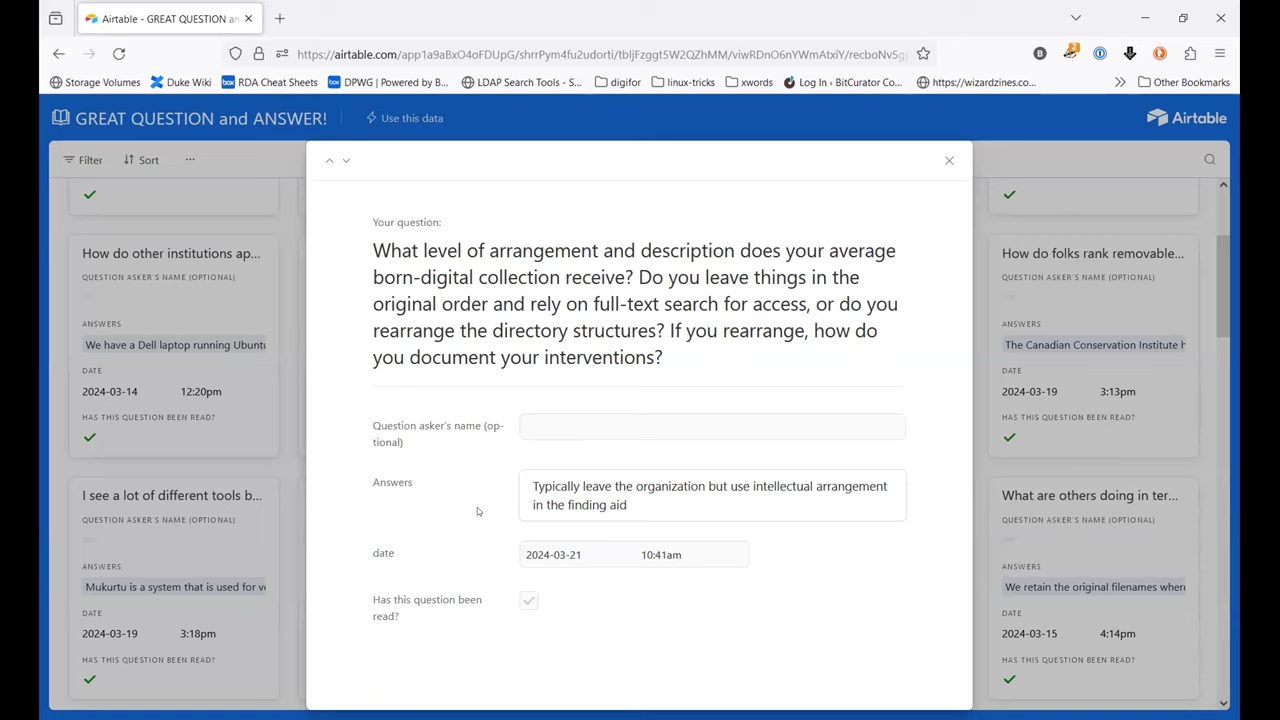 Airtable - GREAT QUESTION an
https://airtable.com/app1a9aBxO4oFDUpG/shrrPym4fu2udorti/tbljFzggt5W2QZhMM/viwRDnO6nYWmAtxiY/recboNv5g
2
B
Storage Volumes
Duke Wiki
box RDA Cheat Sheets
box DPWG | Powered by B...
LDAP Search Tools - S...
digifor
linux-tricks
xwords
Log In ‹ BitCurator Co...
https://wizardzines.co...
Other Bookmarks
GREAT QUESTION and ANSWER!
Use this data
Airtable
Filter
Sort
...
How do other institutions ap...
QUESTION ASKER'S NAME (OPTIONAL)
ANSWERS
We have a Dell laptop running Ubuntu
DATE
2024-03-14 12:20pm
HAS THIS QUESTION BEEN READ?
I see a lot of different tools b...
QUESTION ASKER'S NAME (OPTIONAL)
ANSWERS
Mukurtu is a system that is used for
DATE
2024-03-19 3:18pm
HAS THIS QUESTION BEEN READ?
Your question:
What level of arrangement and description does your average
born-digital collection receive? Do you leave things in the
original order and rely on full-text search for access, or do you
rearrange the directory structures? If you rearrange, how do
you document your interventions?
Question asker's name (op-
tional)
Answers
Typically leave the organization but use intellectual arrangement
in the finding aid
date
2024-03-21 10:41am
Has this question been
read?
How do folks rank removable...
QUESTION ASKER'S NAME (OPTIONAL)
ANSWERS
The Canadian Conservation Institute h
DATE
2024-03-19 3:13pm
HAS THIS QUESTION BEEN READ?
What are others doing in ter...
QUESTION ASKER'S NAME (OPTIONAL)
ANSWERS
We retain the original filenames wher
DATE
2024-03-15 4:14pm
HAS THIS QUESTION BEEN READ?